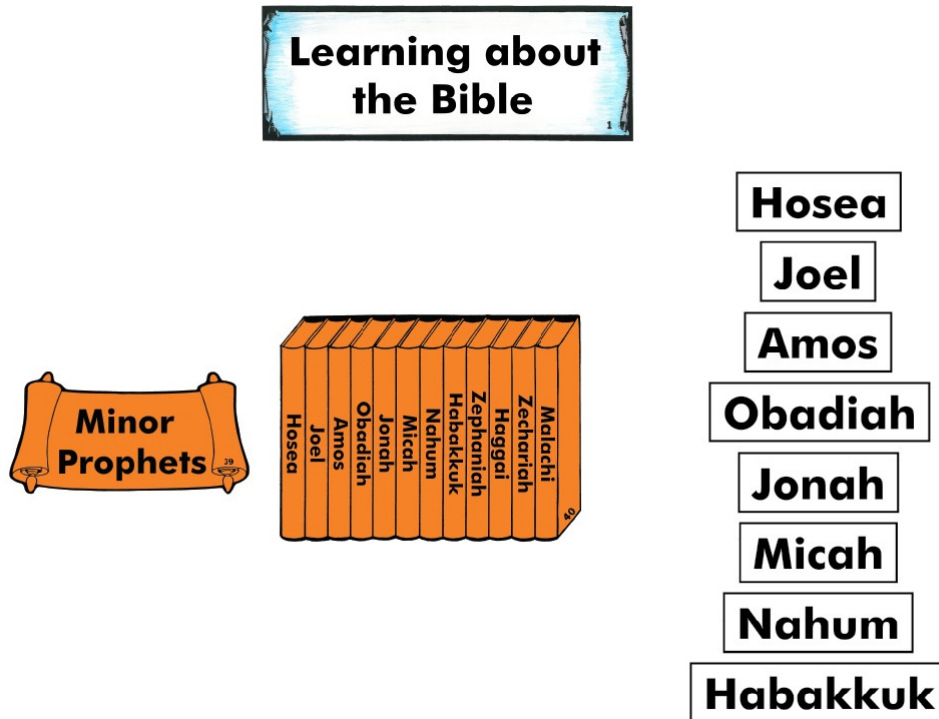 Learning about
the Bible
1
Minor
Prophets
39
Hosea
Joel
Amos
Obadiah
Jonah
Micah
Nahum
Habakkuk
Zephaniah
Haggai
Zechariah
Malachi
40
Hosea
Joel
Amos
Obadiah
Jonah
Micah
Nahum
Habakkuk